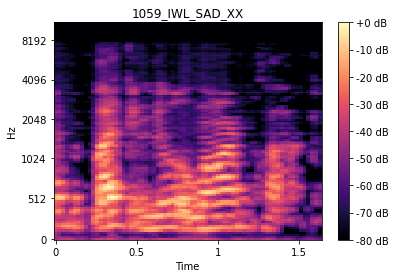 1059_IWL_SAD_XX
Hz
8192
4096
2048
1024
512
0
0
0.5
1
1.5
Time
+0 dB
-10 dB
-20 dB
-30 dB
-40 dB
-50 dB
-60 dB
-70 dB
-80 dB